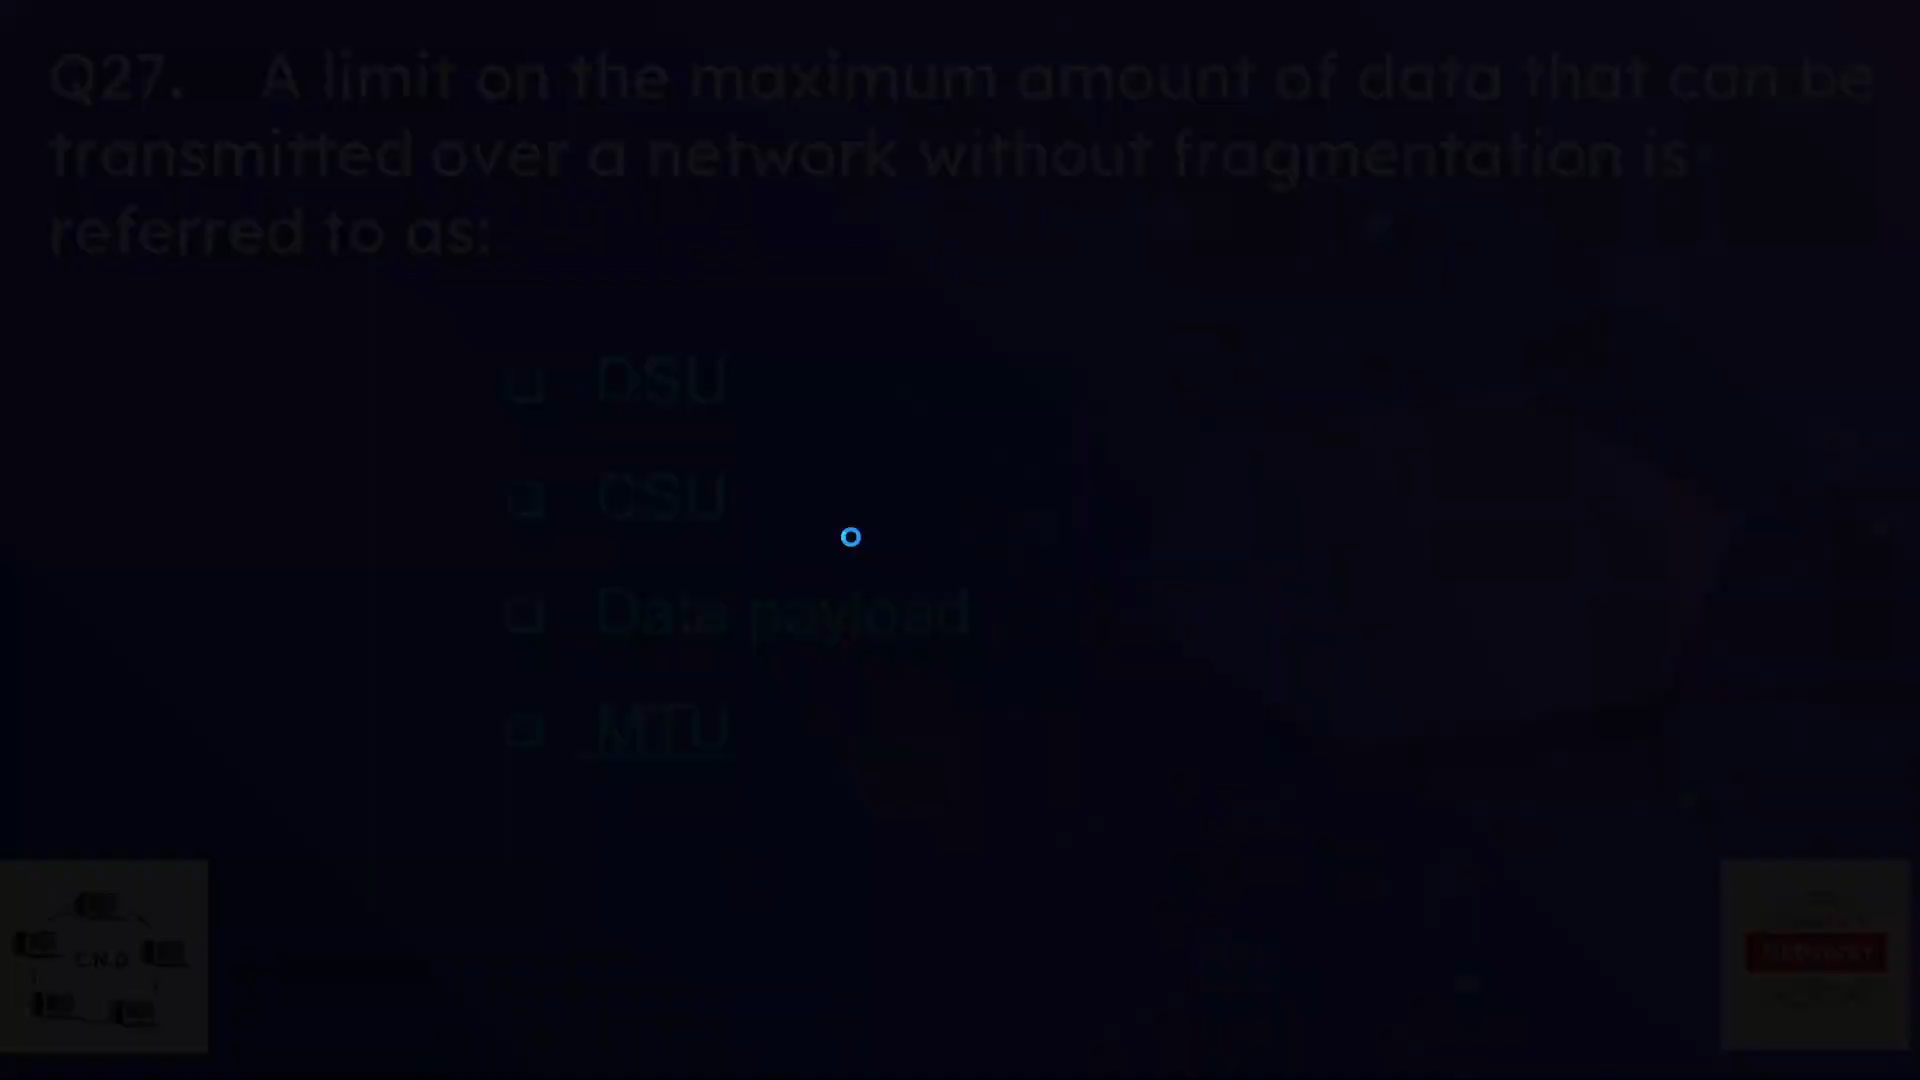 Q27. A limit on the maximum amount of data that can be
transmitted over a network without fragmentation is
referred to as:
❑ DSU
❑ CSU
❑ Data payload
❑ MTU
C.N.D